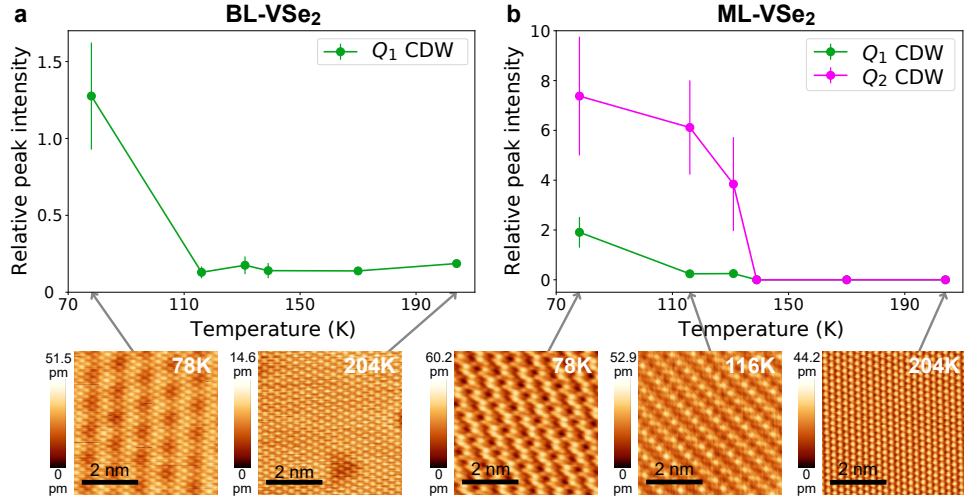 a
BL-VSe₂
Relative peak intensity
1.5
1.0
0.5
0
Q₁ CDW
70
110
150
190
Temperature (K)
b
ML-VSe₂
Relative peak intensity
10
8
6
4
2
0
Q₁ CDW
Q₂ CDW
70
110
150
190
Temperature (K)
51.5
pm
0
pm
78K
2 nm
14.6
pm
0
pm
204K
2 nm
60.2
pm
0
pm
78K
2 nm
52.9
pm
0
pm
116K
2 nm
44.2
pm
0
pm
204K
2 nm